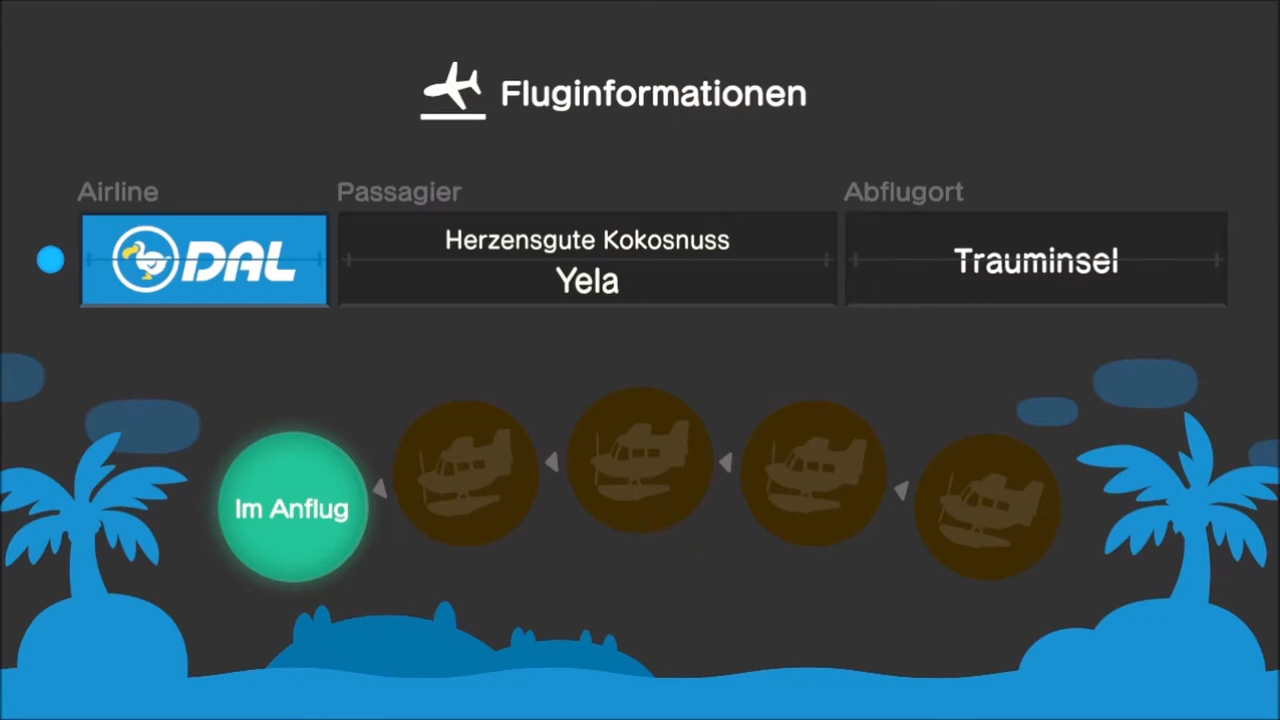 Fluginformationen
Airline
Passagier
Abflugort
DAL
Herzensgute Kokosnuss
Yela
Trauminsel
Im Anflug